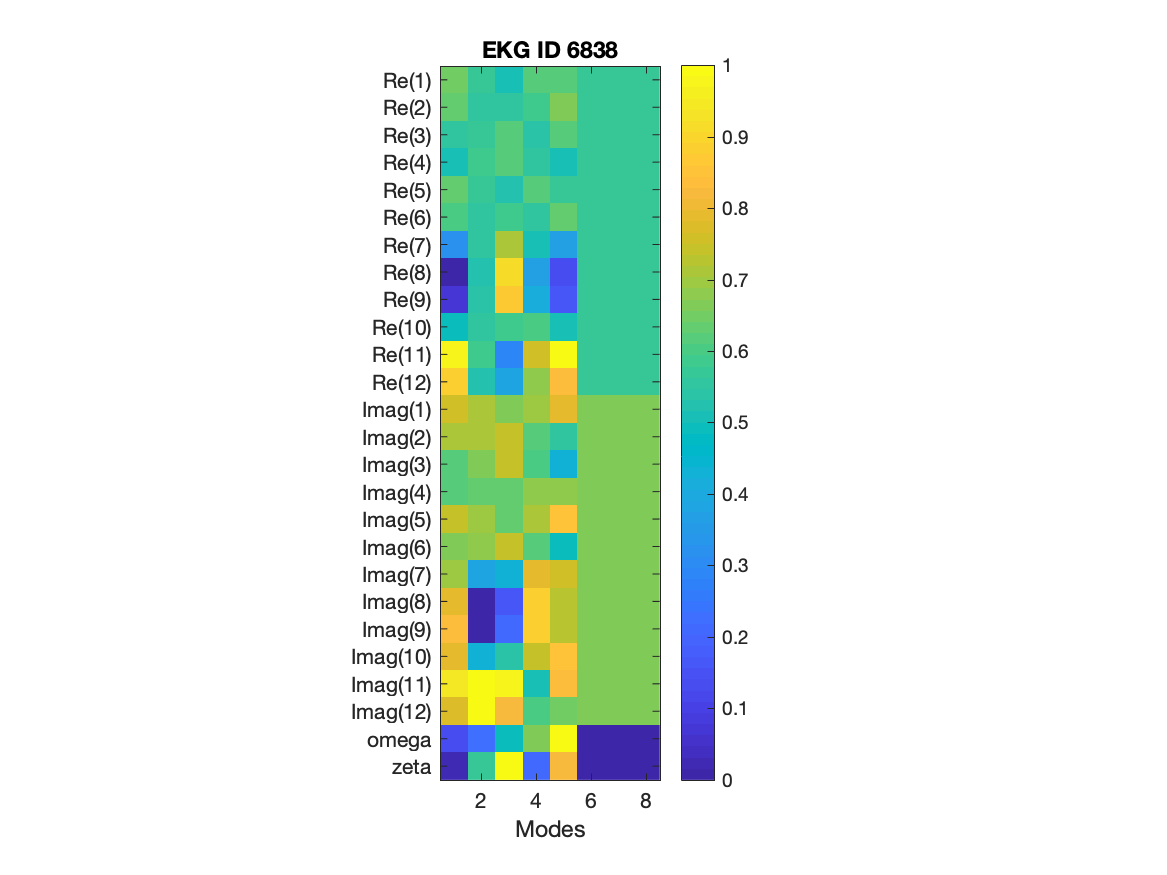 EKG ID 6838
Re(1)
Re(2)
Re(3)
Re(4)
Re(5)
Re(6)
Re(7)
Re(8)
Re(9)
Re(10)
Re(11)
Re(12)
Imag(1)
Imag(2)
Imag(3)
Imag(4)
Imag(5)
Imag(6)
Imag(7)
Imag(8)
Imag(9)
Imag(10)
Imag(11)
Imag(12)
omega
zeta
2 4 6 8
Modes
1
0.9
0.8
0.7
0.6
0.5
0.4
0.3
0.2
0.1
0